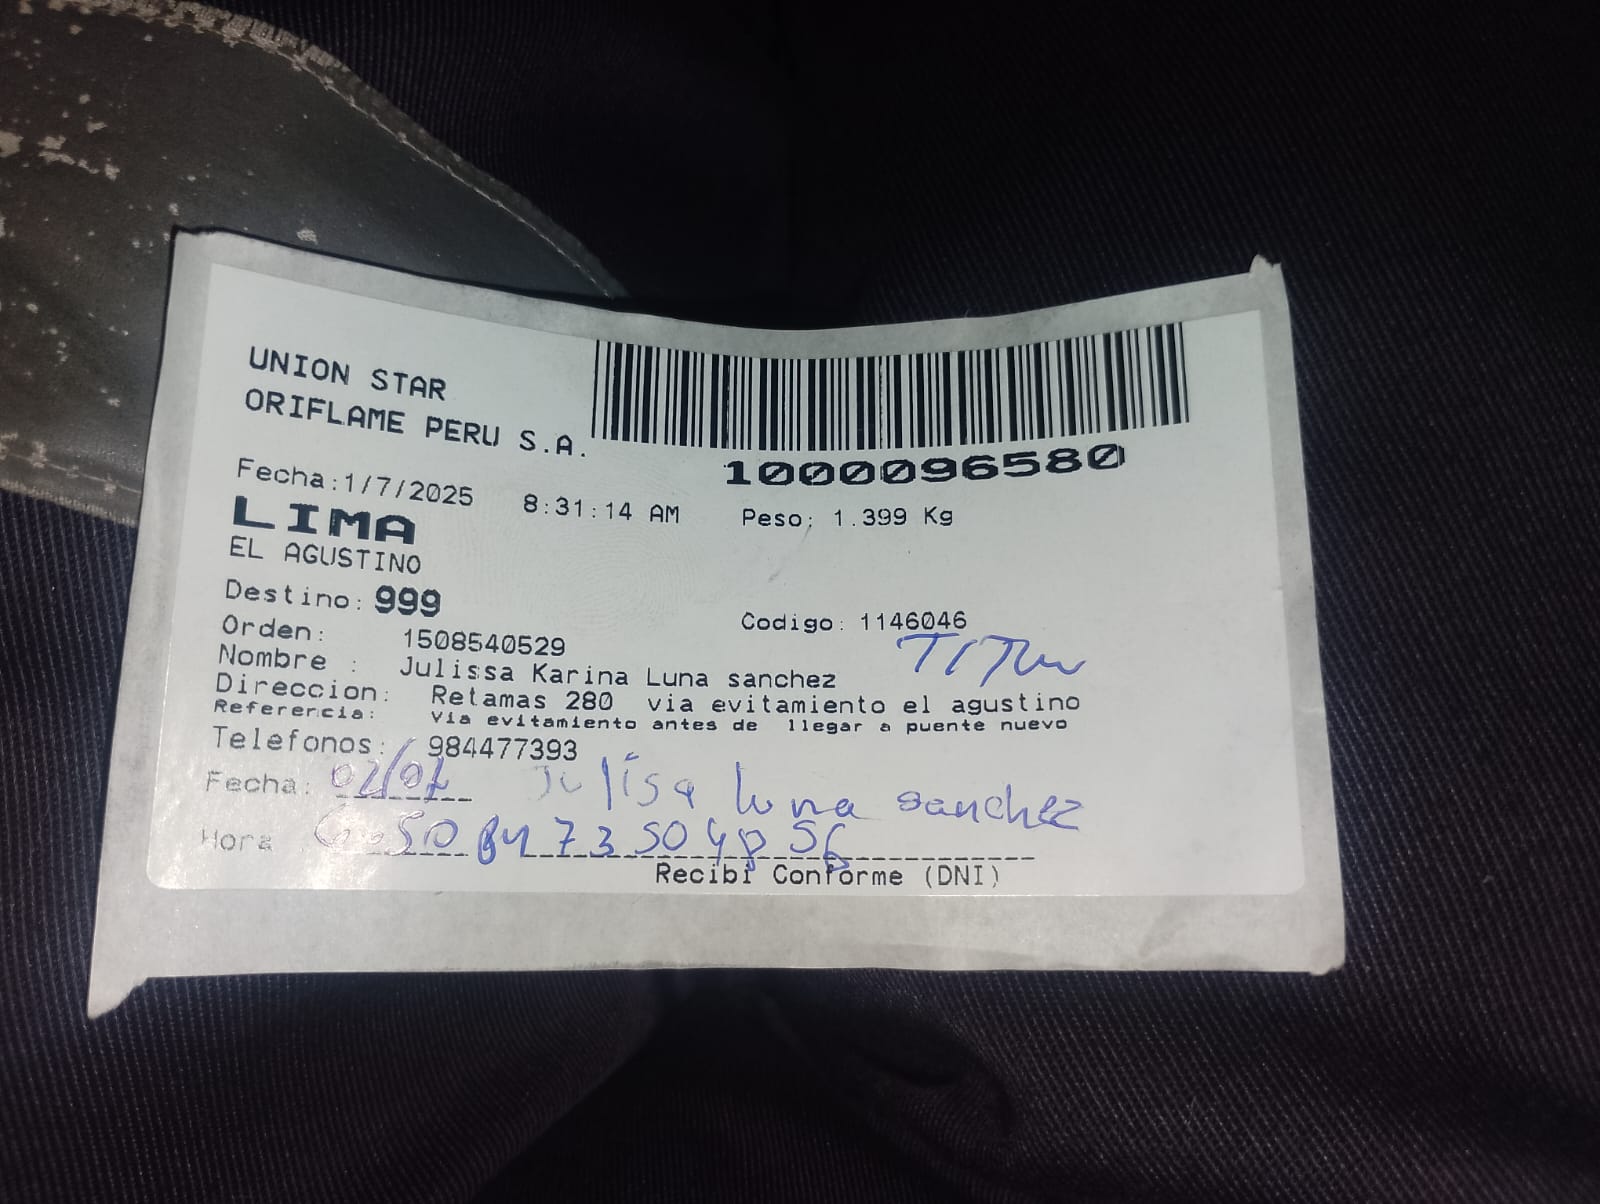 UNION STAR
ORIFLAME PERU S.A.
1000096580
Fecha:1/7/2025 8:31:14 AM Peso: 1.399 Kg
LIMA
EL AGUSTINO
Destino: 999
Codigo: 1146046
Orden: 1508540529
Nombre : Julissa Karina Luna sanchez
Direccion: Retamas 280 via evitamiento el agustino
Referencia: Via evitamiento antes de llegar a puente nuevo
Telefonos: 984477393
Fecha: 02/07 Julisa luna sanchez
Hora
Recibi Conforme (DNI)